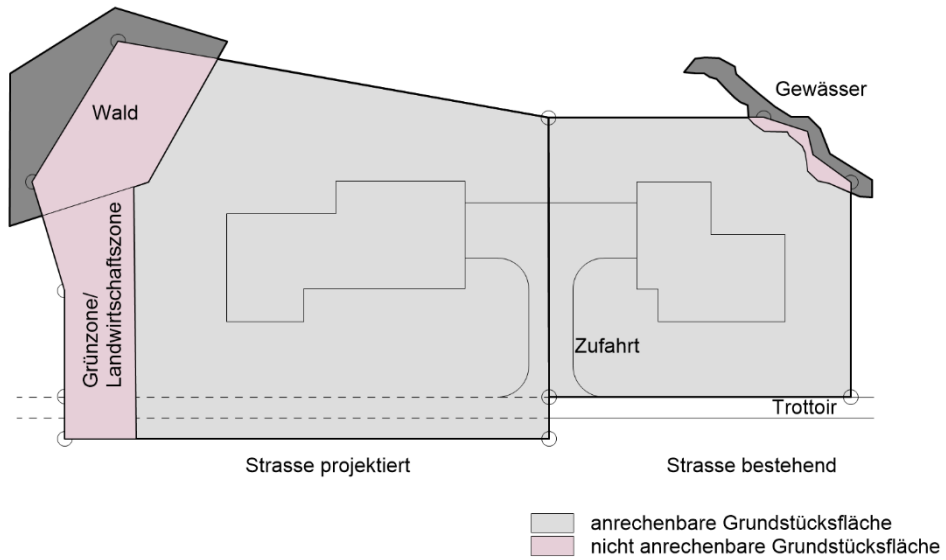 Gewässer
Wald
Grünzone/
Landwirtschaftszone
Zufahrt
Trottoir
Strasse projektiert
Strasse bestehend
anrechenbare Grundstücksfläche
nicht anrechenbare Grundstücksfläche